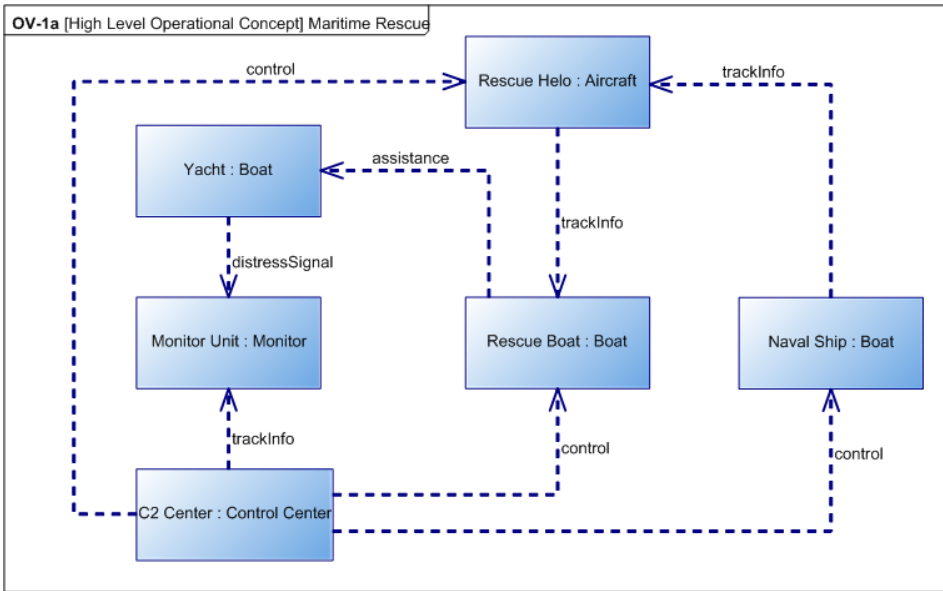 OV-1a [High Level Operational Concept] Maritime Rescue
control
Rescue Helo : Aircraft
trackInfo
Yacht : Boat
assistance
trackInfo
distressSignal
Monitor Unit : Monitor
Rescue Boat : Boat
Naval Ship : Boat
trackInfo
control
control
C2 Center : Control Center